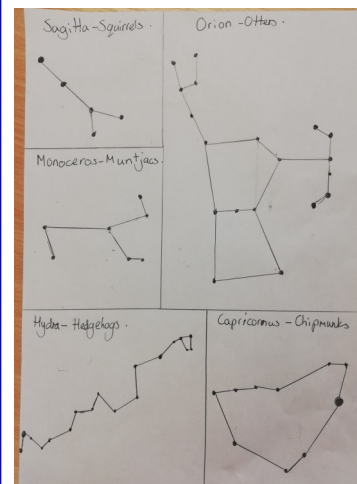 Sagitta - Squirrels.
Orion - Otters.
Monoceros - Muntjacs.
Hydra - Hedgehogs.
Capricornus - Chipmunks